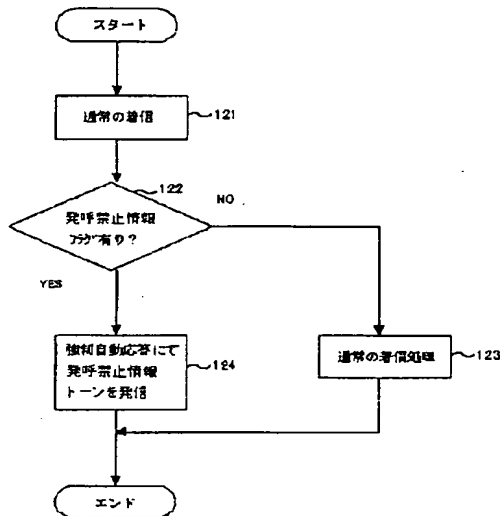 スタート
通常の着信
121
122
発呼禁止情報
フラグ有り?
NO
YES
強制自動応答にて
発呼禁止情報
トーンを発信
124
通常の着信処理
123
エンド